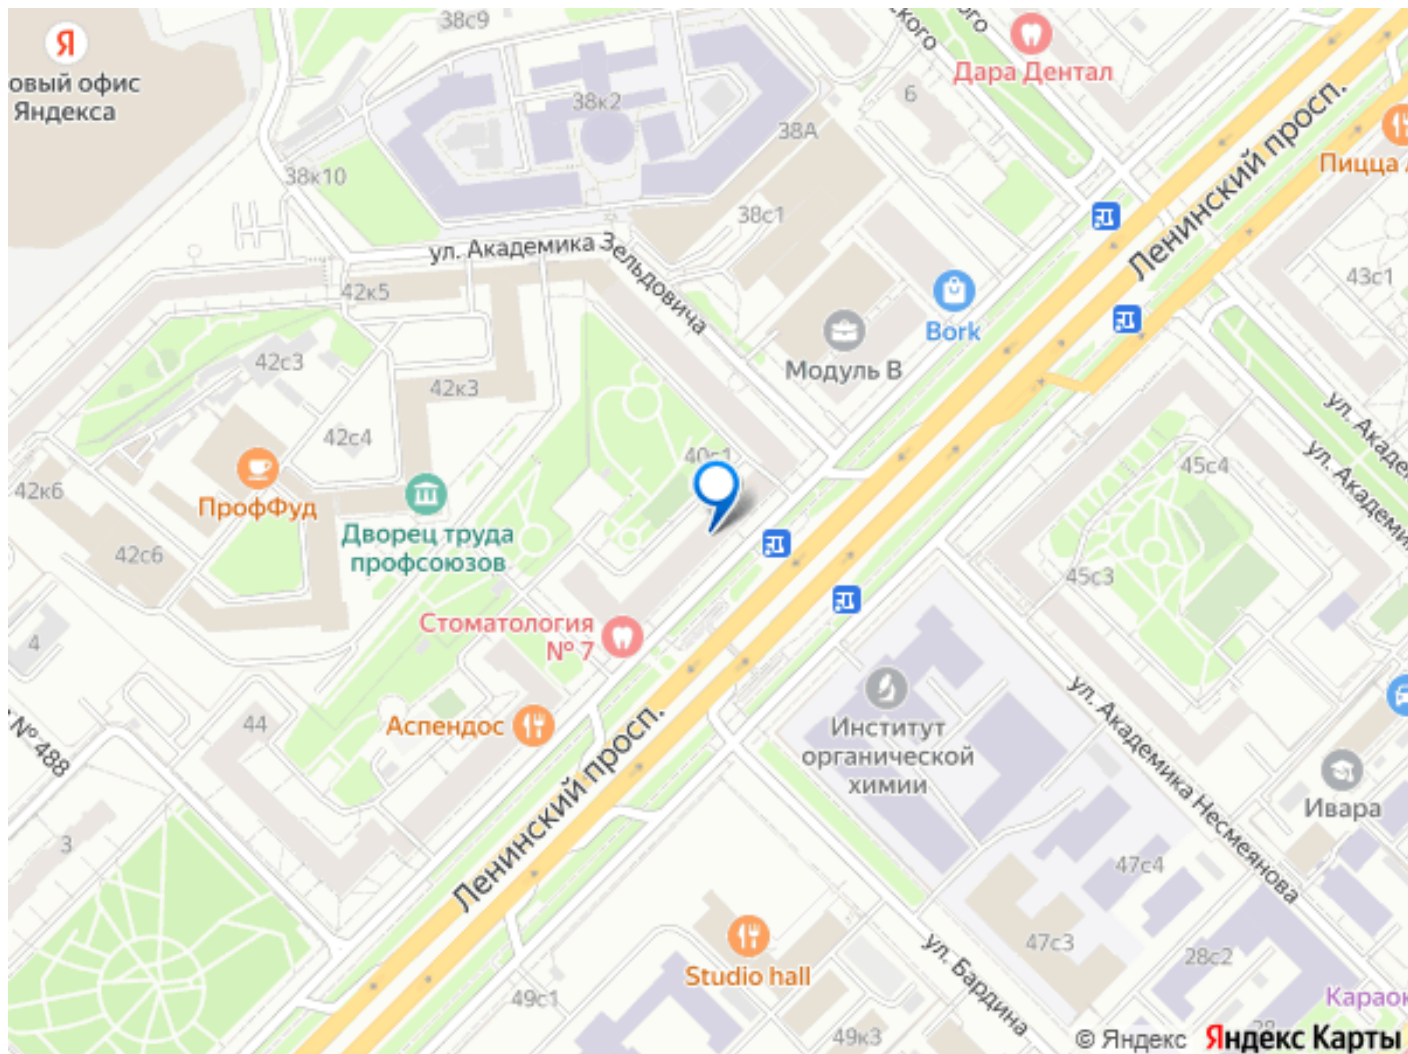 38с9
Я
овый офис
Яндекса
38к2
Дара Дентал
6
38А
Ленинский просп.
Пицца
38к10
38с1
ул. Академика Зельдовича
43с1
42к5
Bork
Модуль В
42с3
42к3
42с4
40с1
45с4
ул. Академи
ул. Академик
42к6
ПрофФуд
Дворец труда
профсоюзов
42с6
45с3
Стоматология
№ 7
4
Аспендос
44
№ 488
Институт
органической
химии
ул. Академика Несмеянова
Ивара
Ленинский просп.
3
47с4
Studio hall
47с3
28с2
ул. Бардина
49с1
Караок
49к3
28
© Яндекс Яндекс Карты